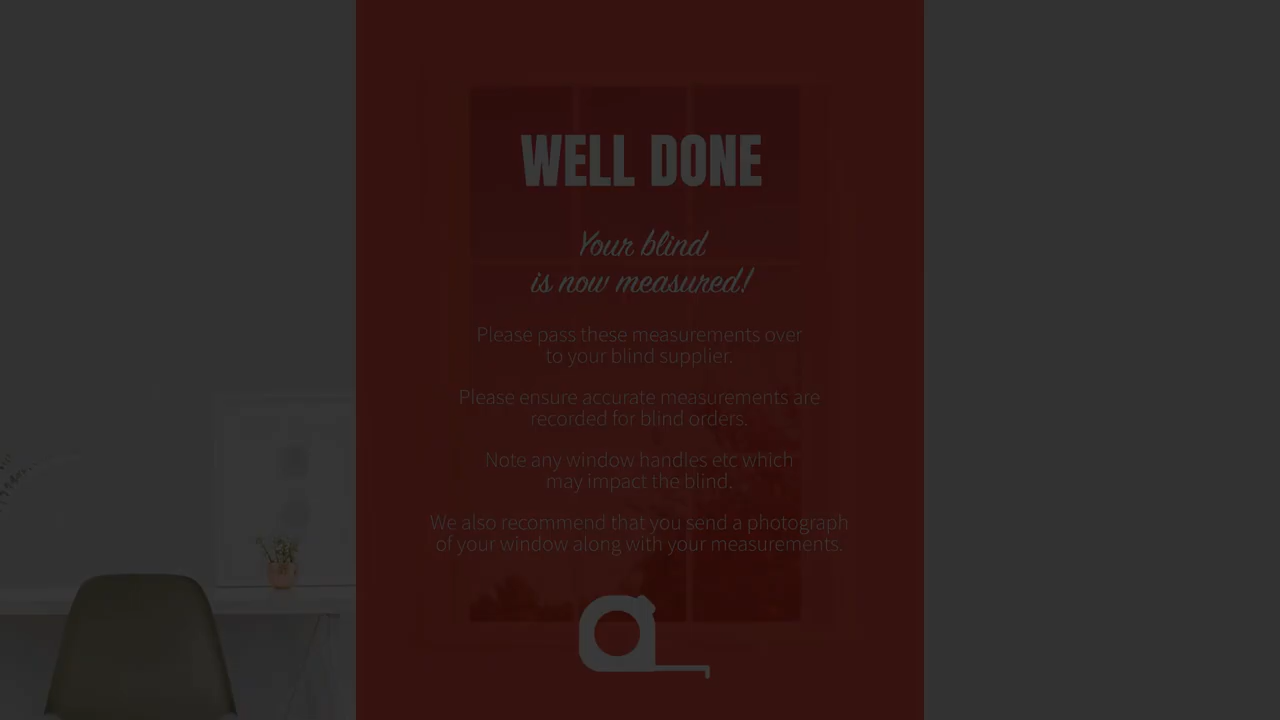 WELL DONE
Your blind
is now measured!
Please pass these measurements over
to your blind supplier.
Please ensure accurate measurements are
recorded for blind orders.
Note any window handles etc which
may impact the blind.
We also recommend that you send a photograph
of your window along with your measurements.